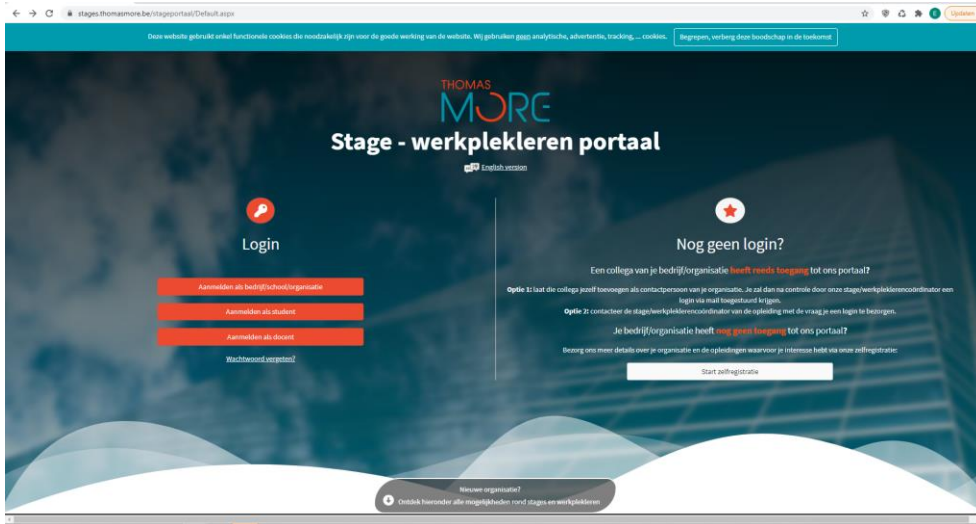 stages.thomasmore.be/stageportaal/Default.aspx
E
Updaten
Deze website gebruikt enkel functionele cookies die noodzakelijk zijn voor de goede werking van de website. Wij gebruiken geen analytische, advertentie, tracking, ... cookies.
Begrepen, verberg deze boodschap in de toekomst
THOMAS
MORE
Stage - werkplekleren portaal
English version
Login
Aanmelden als bedrijf/school/organisatie
Aanmelden als student
Aanmelden als docent
Wachtwoord vergeten?
Nog geen login?
Een collega van je bedrijf/organisatie heeft reeds toegang tot ons portaal?
Optie 1: laat die collega jezelf toevoegen als contactpersoon van je organisatie. Je zal dan na controle door onze stage/werkplekklerencoördinator een
login via mail toegestuurd krijgen.
Optie 2: contacteer de stage/werkplekklerencoördinator van de opleiding met de vraag je een login te bezorgen.
Je bedrijf/organisatie heeft nog geen toegang tot ons portaal?
Bezorg ons meer details over je organisatie en de opleidingen waarvoor je interesse hebt via onze zelfregistratie:
Start zelfregistratie
Nieuwe organisatie?
Ontdek hieronder alle mogelijkheden rond stages en werkplekleren